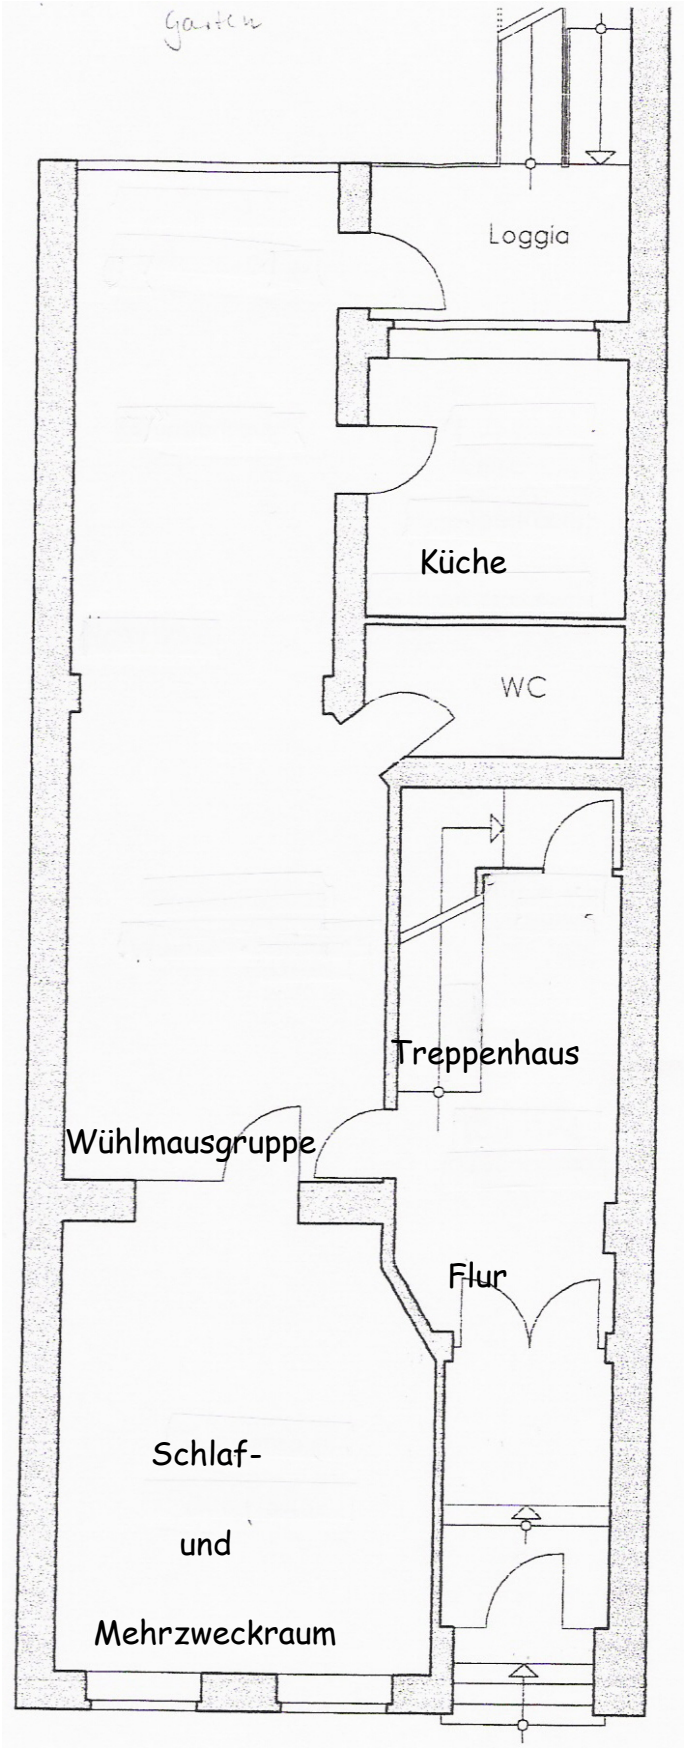 Garten
Loggia
Küche
WC
Treppenhaus
Wühlmausgruppe
Flur
Schlaf-
und
Mehrzweckraum